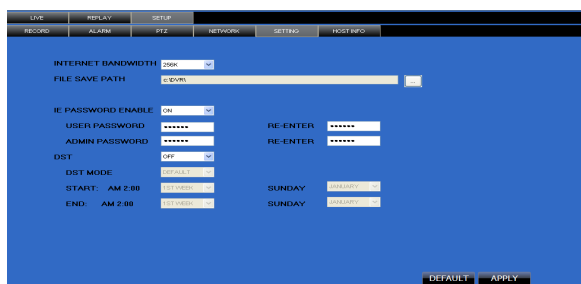 LIVE REPLAY SETUP
RECORD ALARM PTZ NETWORK SETTING HOST INFO
INTERNET BANDWIDTH 256K
FILE SAVE PATH c:\DVR\ ...
IE PASSWORD ENABLE ON
USER PASSWORD •••••• RE-ENTER ••••••
ADMIN PASSWORD •••••• RE-ENTER ••••••
DST OFF
DST MODE DEFAULT
START: AM 2:00 1ST WEEK SUNDAY JANUARY
END: AM 2:00 1ST WEEK SUNDAY JANUARY
DEFAULT APPLY